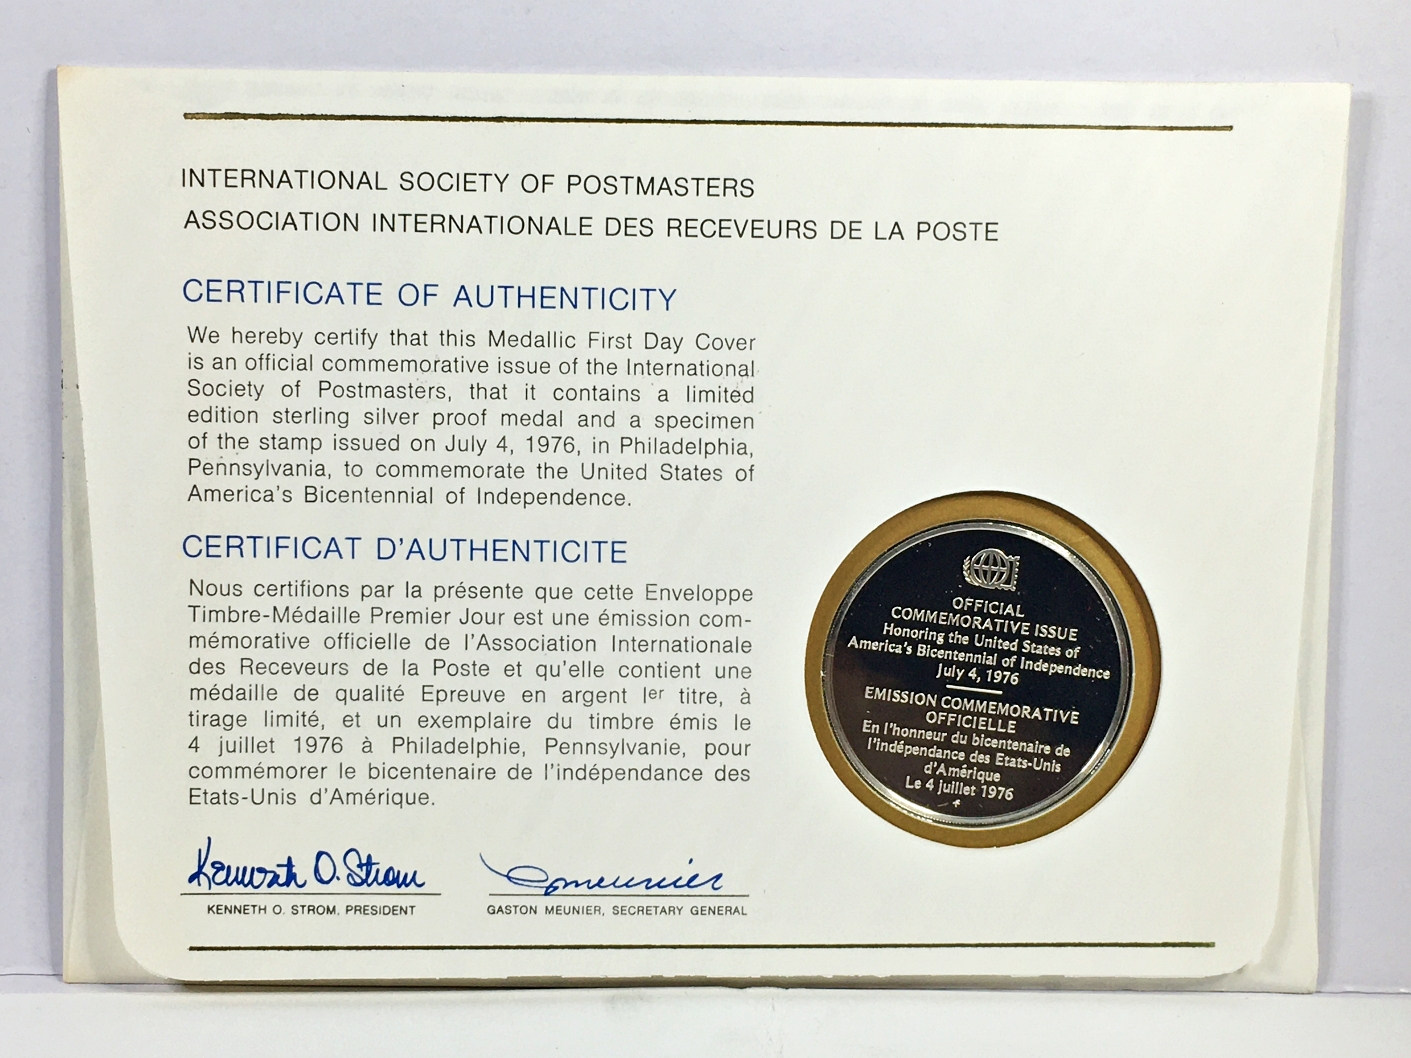 INTERNATIONAL SOCIETY OF POSTMASTERS
ASSOCIATION INTERNATIONALE DES RECEVEURS DE LA POSTE
CERTIFICATE OF AUTHENTICITY
We hereby certify that this Medallic First Day Cover
is an official commemorative issue of the International
Society of Postmasters, that it contains a limited
edition sterling silver proof medal and a specimen
of the stamp issued on July 4, 1976, in Philadelphia,
Pennsylvania, to commemorate the United States of
America's Bicentennial of Independence.
CERTIFICAT D'AUTHENTICITE
Nous certifions par la présente que cette Enveloppe
Timbre-Médaille Premier Jour est une émission com-
mémorative officielle de l'Association Internationale
des Receveurs de la Poste et qu'elle contient une
médaille de qualité Epreuve en argent Ier titre, à
tirage limité, et un exemplaire du timbre émis le
4 juillet 1976 à Philadelphie, Pennsylvanie, pour
commémorer le bicentenaire de l'indépendance des
Etats-Unis d'Amérique.
Kenneth O. Strom
G Meunier
KENNETH O. STROM, PRESIDENT
GASTON MEUNIER, SECRETARY GENERAL
OFFICIAL
COMMEMORATIVE ISSUE
Honoring the United States of
America's Bicentennial of Independence
July 4, 1976
EMISSION COMMEMORATIVE
OFFICIELLE
En l'honneur du bicentenaire de
l'indépendance des Etats-Unis
d'Amérique
Le 4 juillet 1976